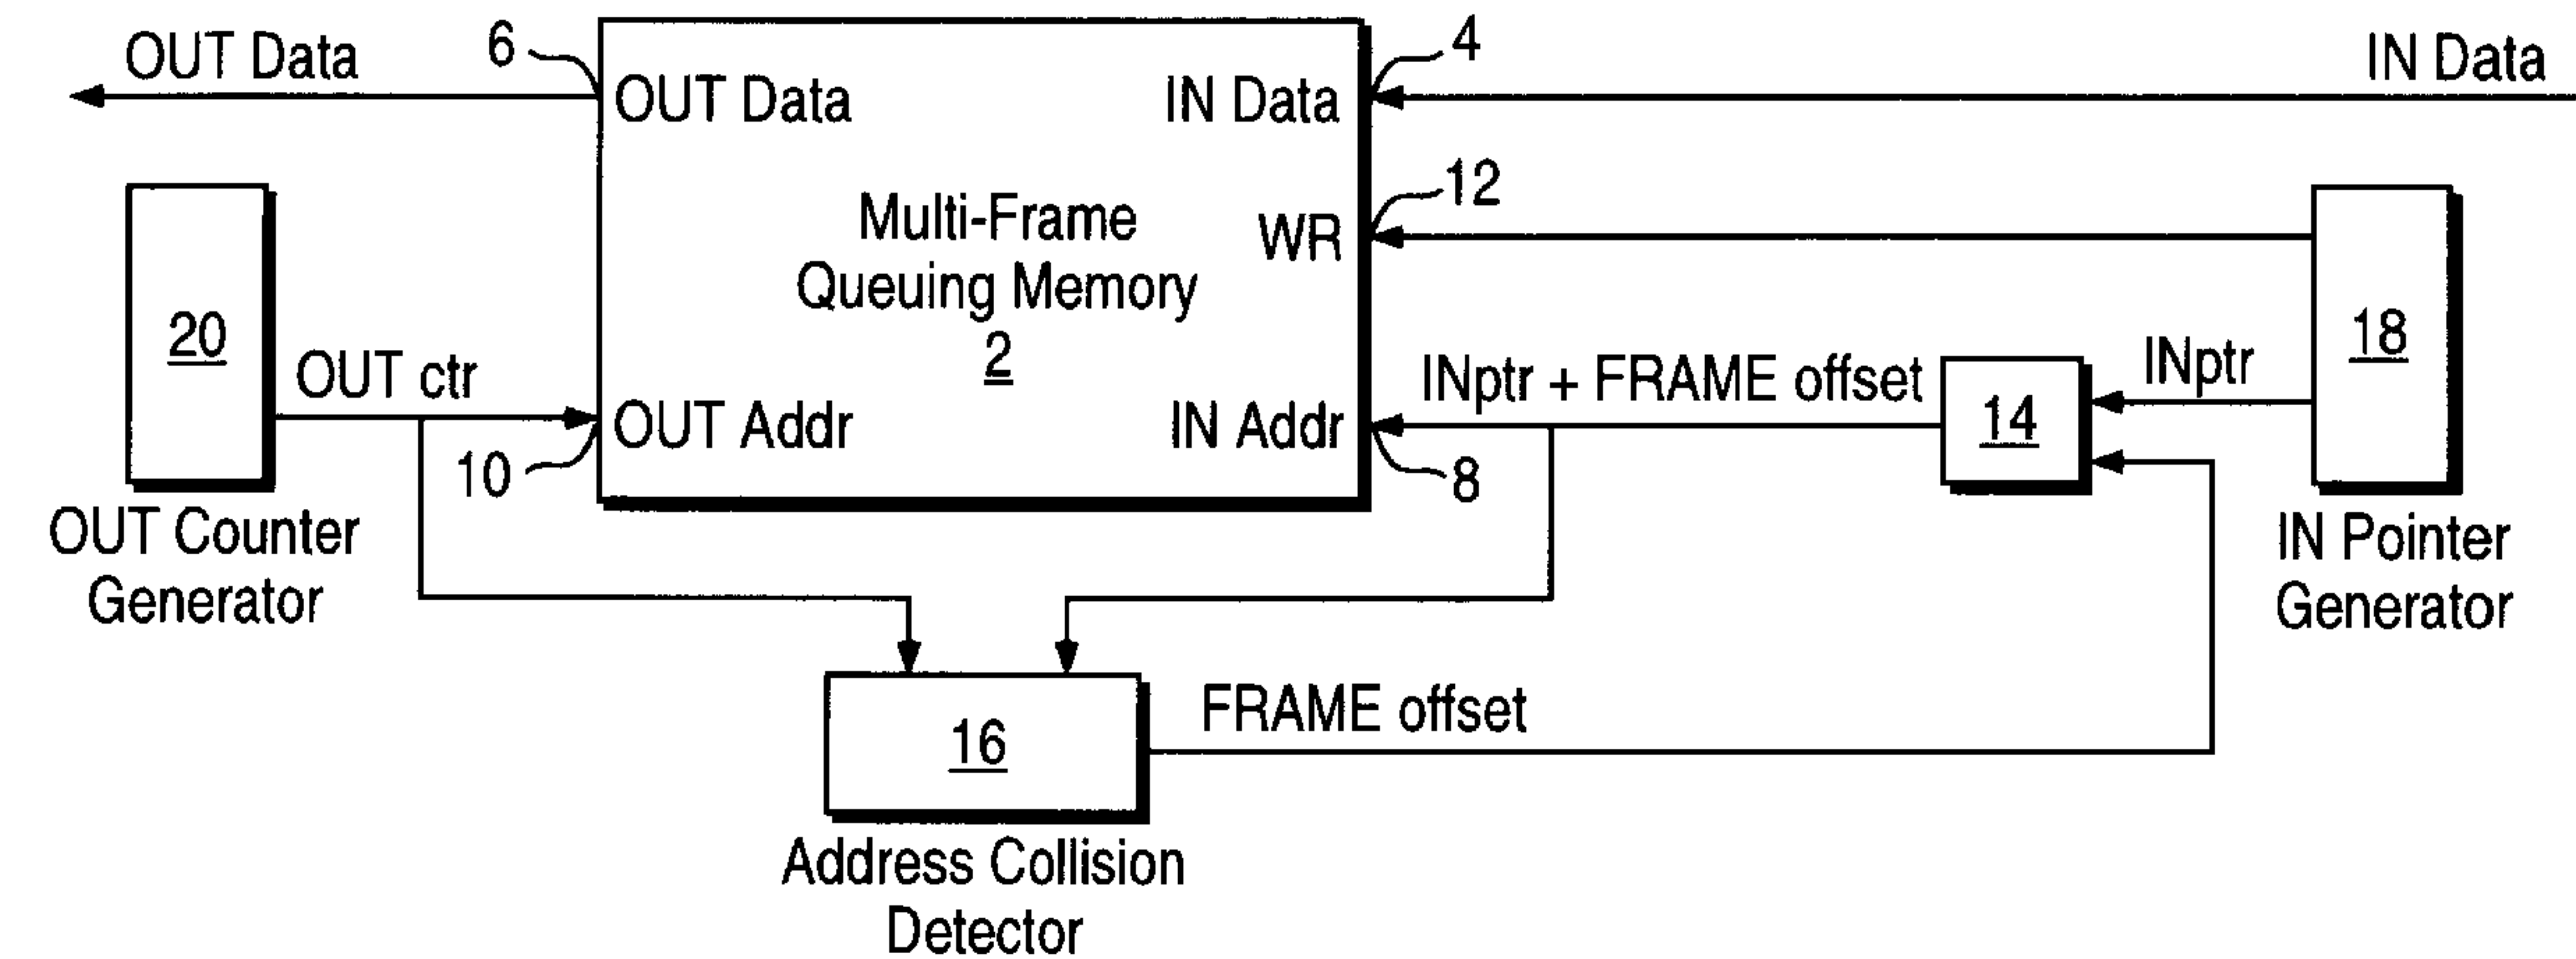 OUT Data
6
4
IN Data
OUT Data
IN Data
12
Multi-Frame
Queuing Memory
2
WR
20
18
OUT ctr
INptr + FRAME offset
INptr
14
OUT Addr
IN Addr
10
8
OUT Counter
Generator
IN Pointer
Generator
FRAME offset
16
Address Collision
Detector